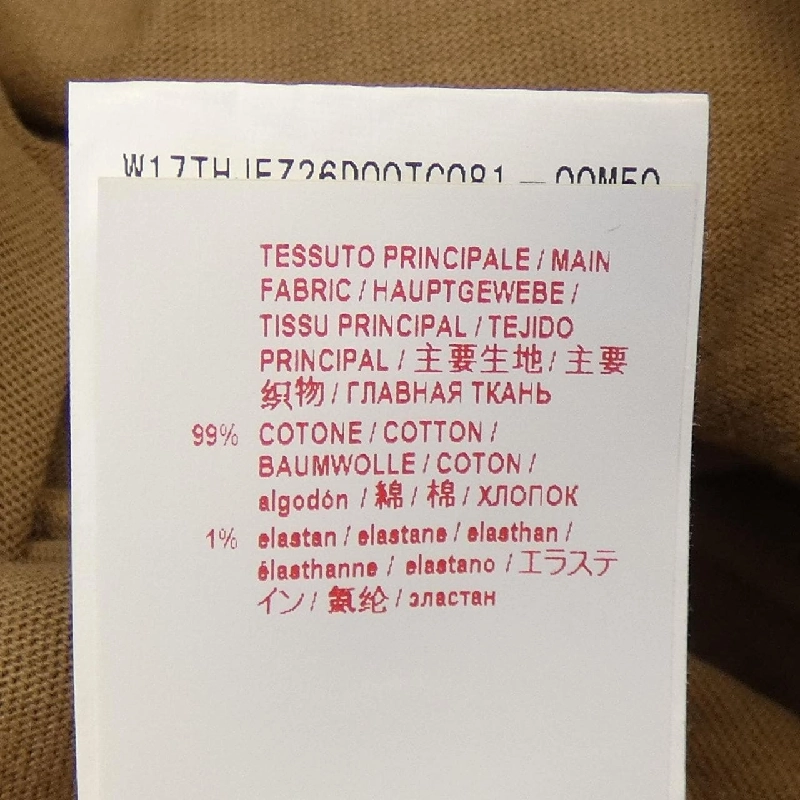 TESSUTO PRINCIPALE / MAIN
FABRIC / HAUPTGEWEBE /
TISSU PRINCIPAL / TEJIDO
PRINCIPAL / 主要生地 / 主要
织物 / ГЛАВНАЯ ТКАНЬ
99% COTONE / COTTON /
BAUMWOLLE / COTON /
algodón / 綿 / 棉 / ХЛОПОК
1% elastan / elastane / elasthan /
élasthanne / elastano / エラステ
イン / 氨纶 / эластан